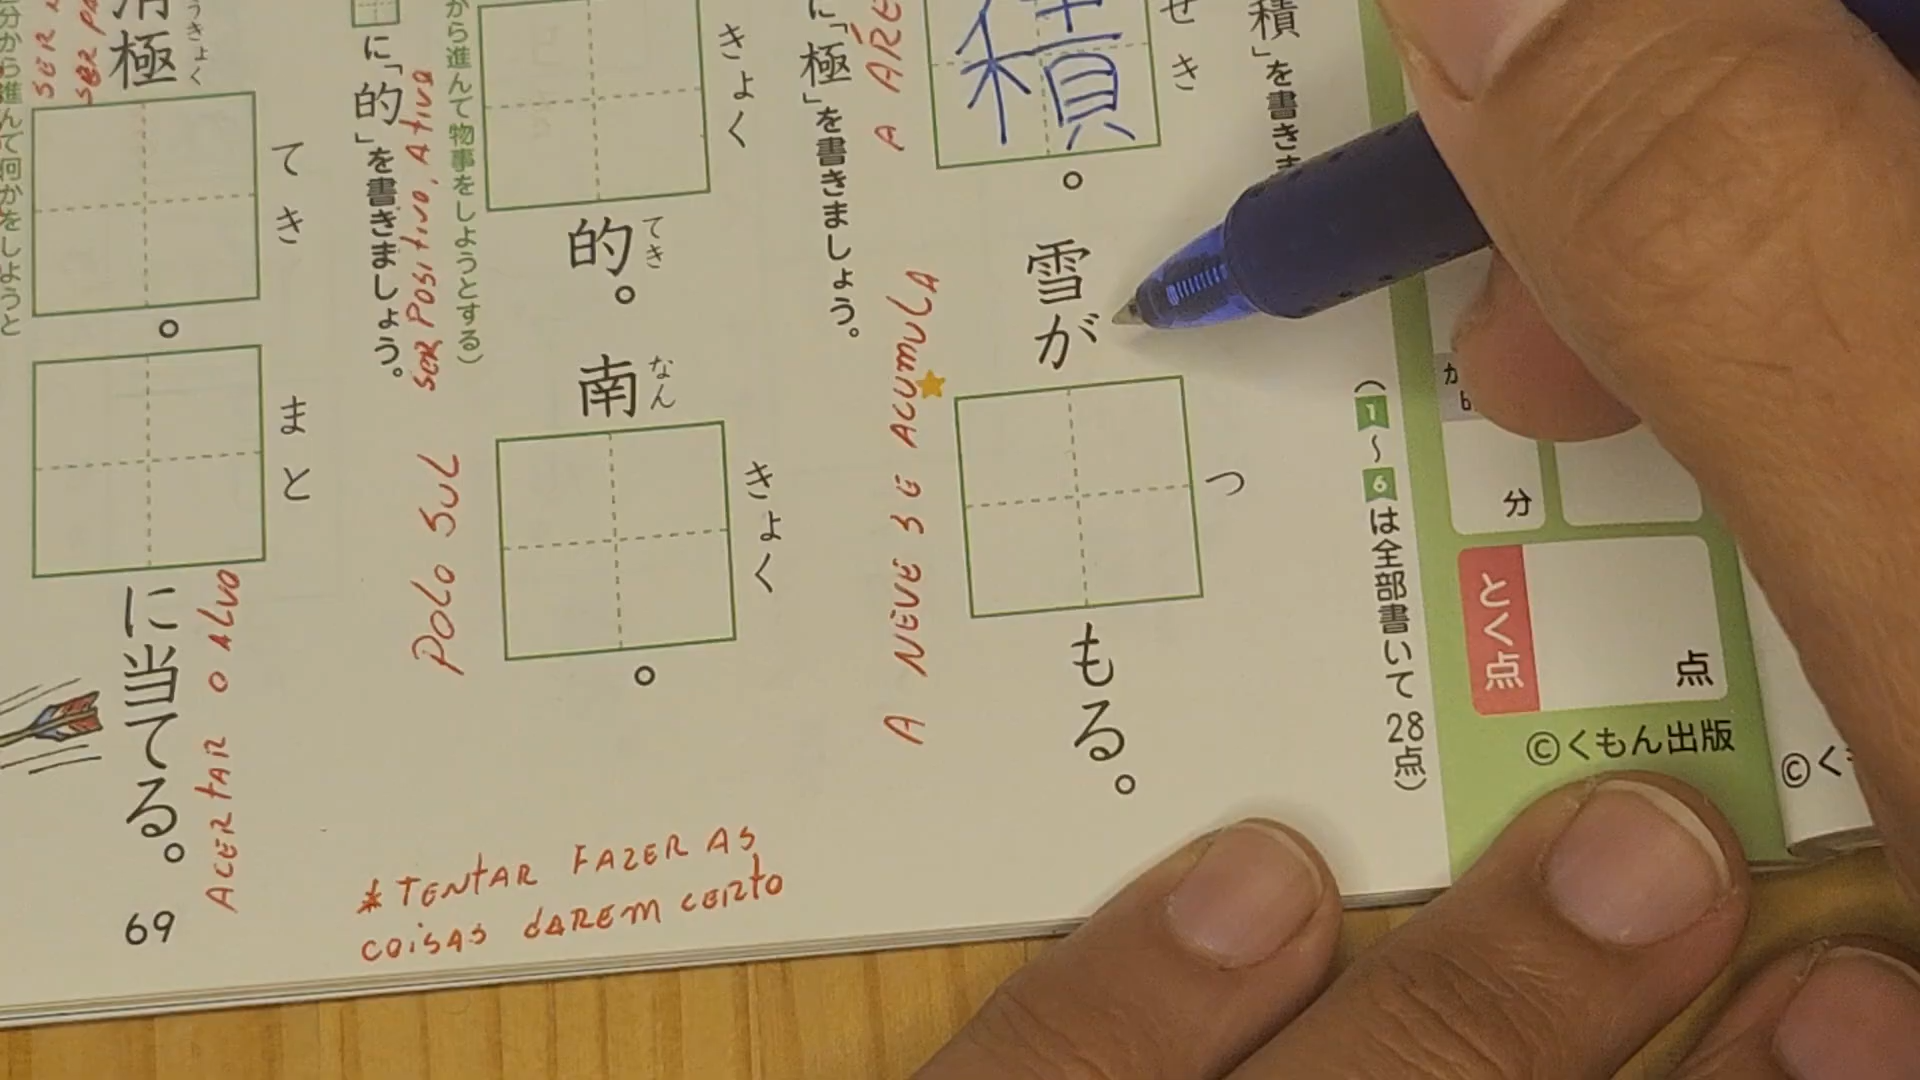 積」を書きま
(1～6は全部書いて28点)
せき
積。雪がもる。
つ
A ÁRE
A NEVE SE ACUMULA
に「極」を書きましょう。
きょく
的。南。
てき
なん
きょく
POLO SUL
から進んで物事をしようとする)
SER POSITIVO, ATIVO
に「的」を書きましょう。
きょく
極。に当てる。
てき
まと
ACERTAR O ALVO
分から進んで何かをしようと
*TENTAR FAZER AS
COISAS DAREM CERTO
69
分
とく点
点
©くもん出版
©く